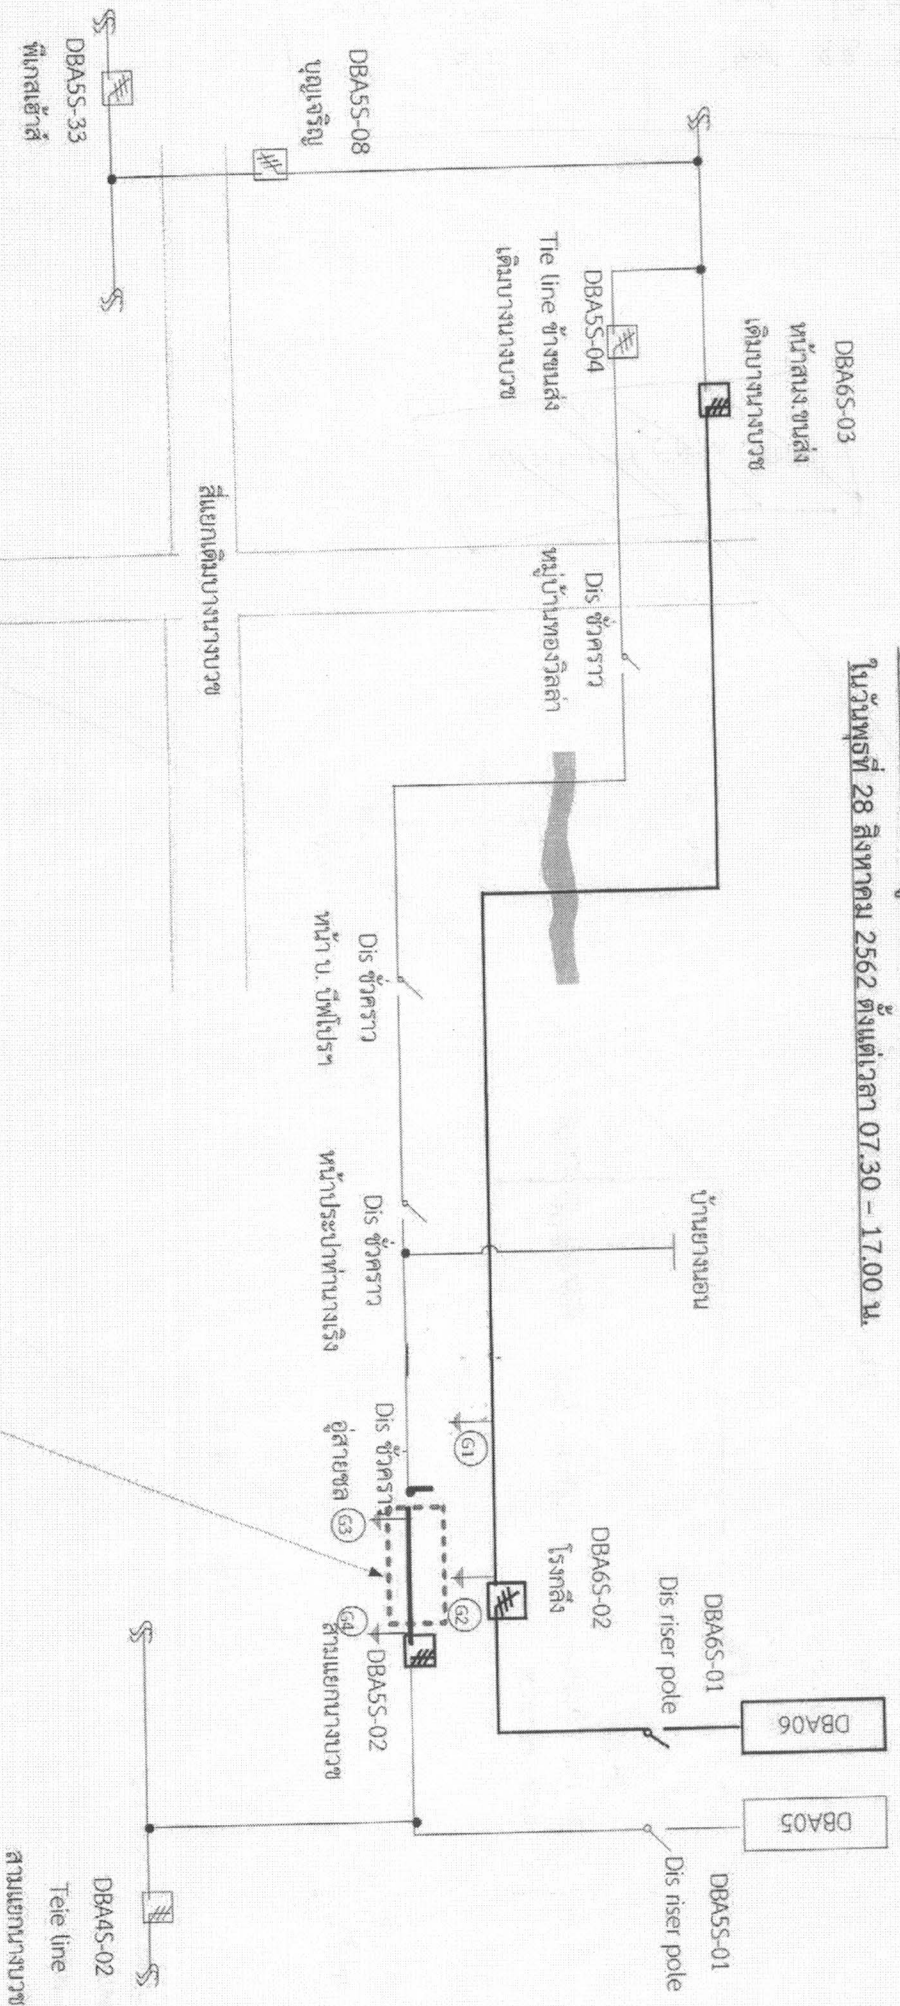 ในวันพุธที่ 28 สิงหาคม 2562 ตั้งแต่เวลา 07.30 – 17.00 น.
DBA6S-03
หน้าสนง.ขนส่ง
เดิมบางนางบวช
DBA5S-04
Tie line ข้างขนส่ง
เดิมบางนางบวช
DBA5S-08
บุญเจริญ
DBA5S-33
พีเกสเฮ้าส์
สี่แยกเดิมบางนางบวช
Dis ชั่วคราว
หมู่บ้านทองวิลล่า
Dis ชั่วคราว
หน้า บ. บีฟโปรฯ
บ้านยางนอน
Dis ชั่วคราว
หน้าประปาท่านางเริง
Dis ชั่วคราว
อู่สายชล
G1
G2
G3
G4
DBA6S-02
โรงกลึง
DBA5S-02
สามแยกนางบวช
DBA6S-01
Dis riser pole
DBA06
DBA05
DBA5S-01
Dis riser pole
DBA4S-02
Teie line
สามแยกนางบวช